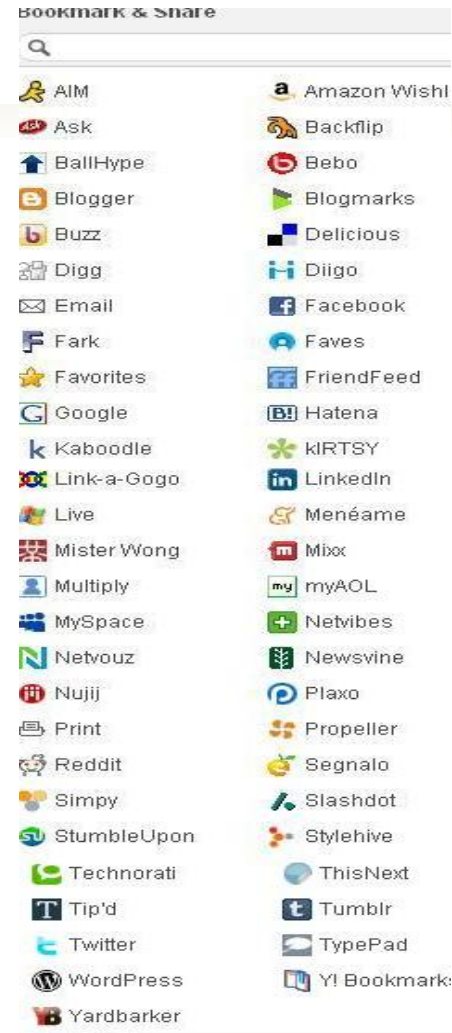 Bookmark & Share
AIM Amazon Wishl
Ask Backflip
BallHype Bebo
Blogger Blogmarks
Buzz Delicious
Digg Diigo
Email Facebook
Fark Faves
Favorites FriendFeed
Google Hatena
Kaboodle kIRTSY
Link-a-Gogo LinkedIn
Live Menéame
Mister Wong Mixx
Multiply myAOL
MySpace Netvibes
Netvouz Newsvine
Nujij Plaxo
Print Propeller
Reddit Segnalo
Simpy Slashdot
StumbleUpon Stylehive
Technorati ThisNext
Tip'd Tumblr
Twitter TypePad
WordPress Y! Bookmarks
Yardbarker